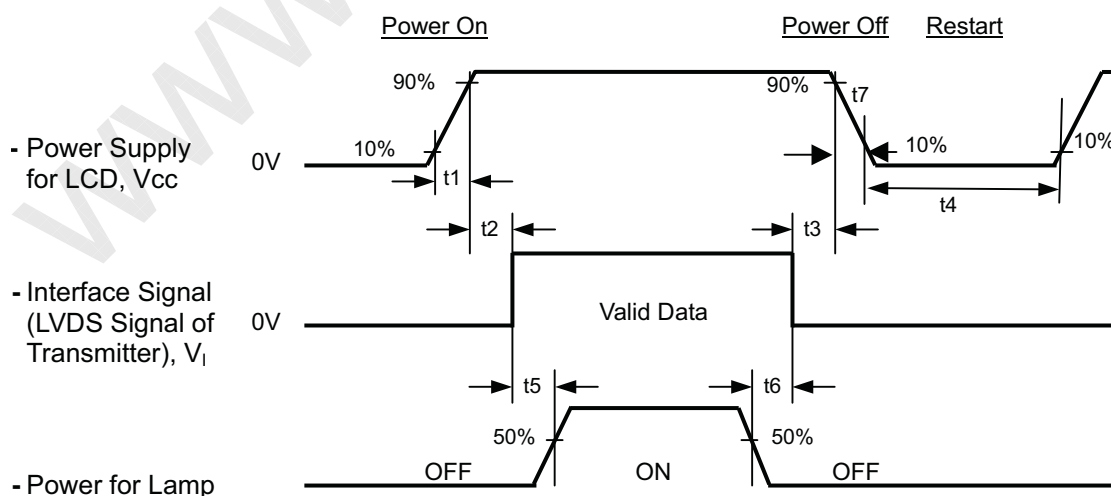 Power On
Power Off
Restart
90%
90%
t7
- Power Supply
for LCD, Vcc
0V
10%
10%
10%
t1
t4
t2
t3
- Interface Signal
(LVDS Signal of
Transmitter), VI
0V
Valid Data
t5
t6
50%
50%
- Power for Lamp
OFF
ON
OFF